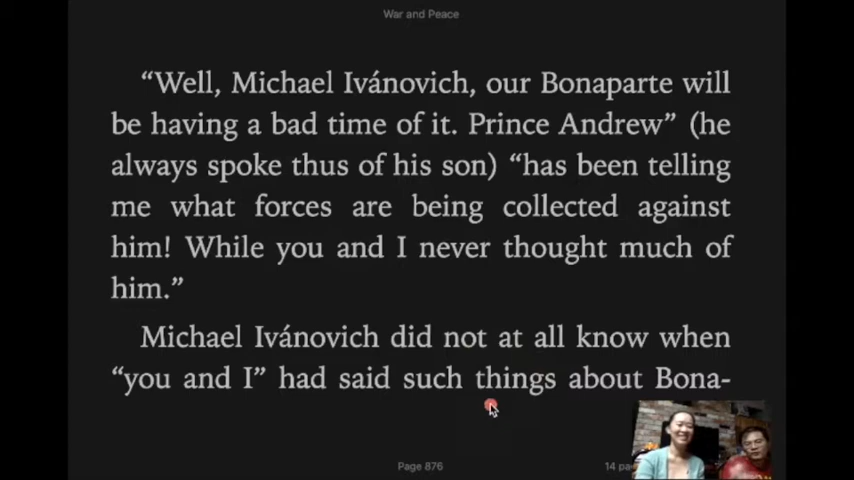 War and Peace
“Well, Michael Ivánovich, our Bonaparte will
be having a bad time of it. Prince Andrew” (he
always spoke thus of his son) “has been telling
me what forces are being collected against
him! While you and I never thought much of
him.”
Michael Ivánovich did not at all know when
“you and I” had said such things about Bona-
Page 876
14